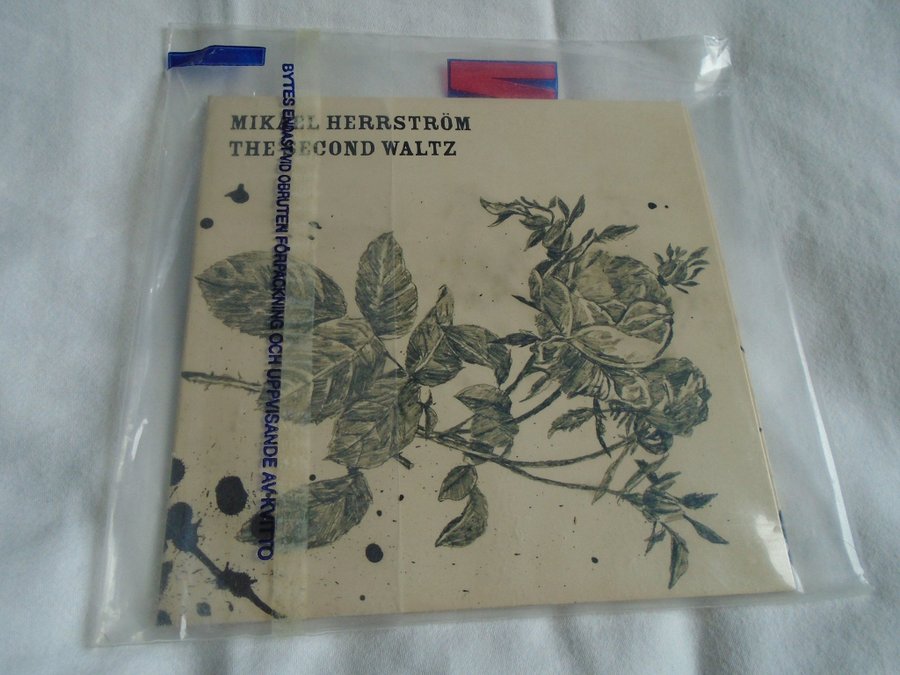 MIKAEL HERRSTRÖM
THE SECOND WALTZ
BYTES ENDAST VID OBRUTEN FÖRPACKNING OCH UPPVISANDE AV KVITTO